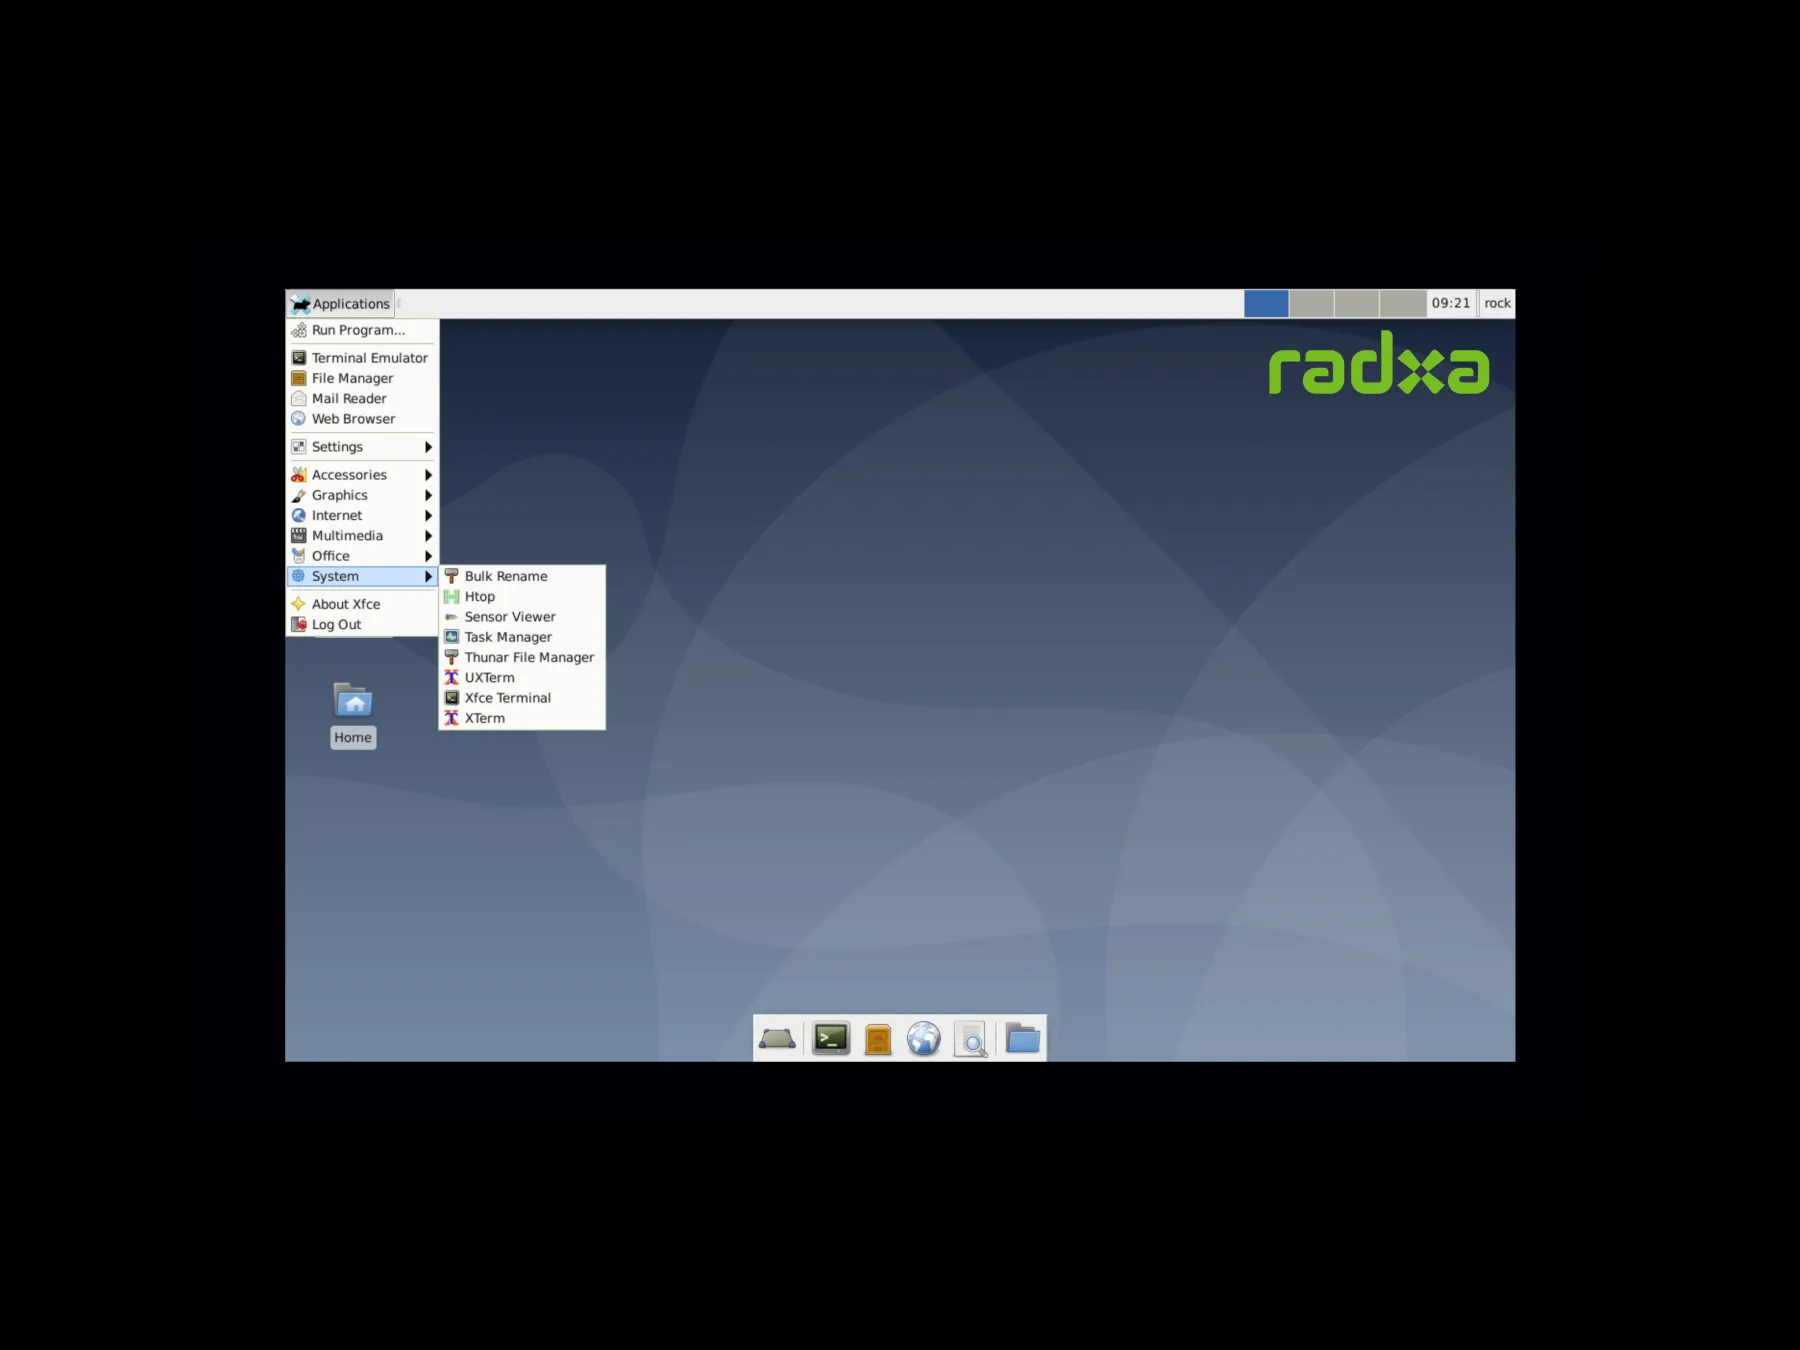 Applications
09:21
rock
Run Program...
radxa
Terminal Emulator
File Manager
Mail Reader
Web Browser
Settings
Accessories
Graphics
Internet
Multimedia
Office
System
About Xfce
Log Out
Bulk Rename
Htop
Sensor Viewer
Task Manager
Thunar File Manager
UXTerm
Xfce Terminal
XTerm
Home